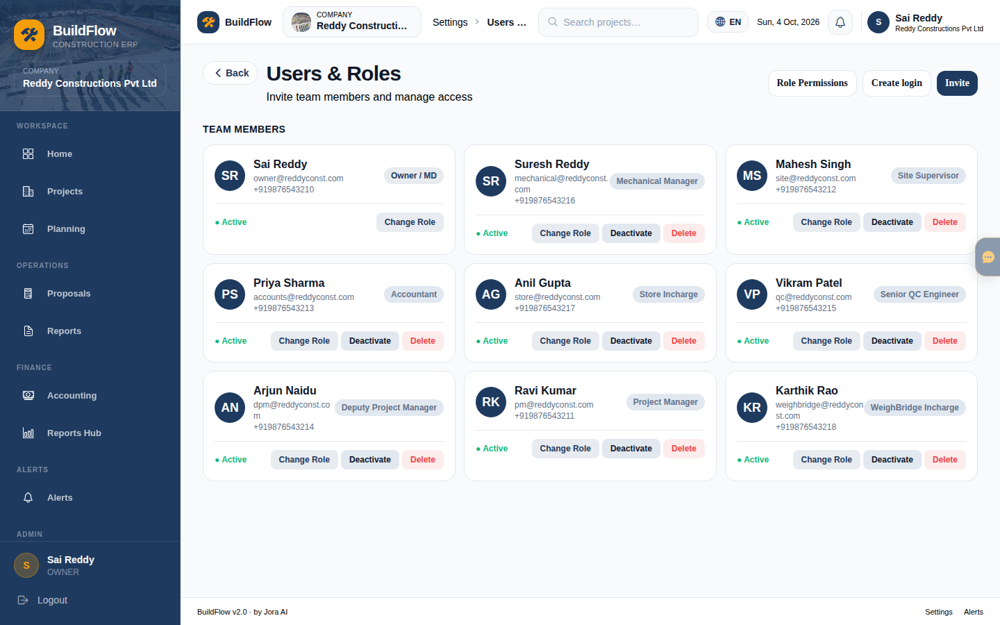 BuildFlow
CONSTRUCTION ERP
COMPANY
Reddy Constructions Pvt Ltd
WORKSPACE
Home
Projects
Planning
OPERATIONS
Proposals
Reports
FINANCE
Accounting
Reports Hub
ALERTS
Alerts
ADMIN
S
Sai Reddy
OWNER
Logout
BuildFlow
COMPANY
Reddy Constructi...
Settings
Users ...
Search projects...
EN
Sun, 4 Oct, 2026
S
Sai Reddy
Reddy Constructions Pvt Ltd
Back
Users & Roles
Invite team members and manage access
Role Permissions
Create login
Invite
TEAM MEMBERS
SR
Sai Reddy
owner@reddyconst.com
+919876543210
Owner / MD
● Active
Change Role
SR
Suresh Reddy
mechanical@reddyconst.
com
+919876543216
Mechanical Manager
● Active
Change Role
Deactivate
Delete
MS
Mahesh Singh
site@reddyconst.com
+919876543212
Site Supervisor
● Active
Change Role
Deactivate
Delete
PS
Priya Sharma
accounts@reddyconst.com
+919876543213
Accountant
● Active
Change Role
Deactivate
Delete
AG
Anil Gupta
store@reddyconst.com
+919876543217
Store Incharge
● Active
Change Role
Deactivate
Delete
VP
Vikram Patel
qc@reddyconst.com
+919876543215
Senior QC Engineer
● Active
Change Role
Deactivate
Delete
AN
Arjun Naidu
dpm@reddyconst.co
m
+919876543214
Deputy Project Manager
● Active
Change Role
Deactivate
Delete
RK
Ravi Kumar
pm@reddyconst.com
+919876543211
Project Manager
● Active
Change Role
Deactivate
Delete
KR
Karthik Rao
weighbridge@reddycon
st.com
+919876543218
WeighBridge Incharge
● Active
Change Role
Deactivate
Delete
BuildFlow v2.0 · by Jora AI
Settings
Alerts